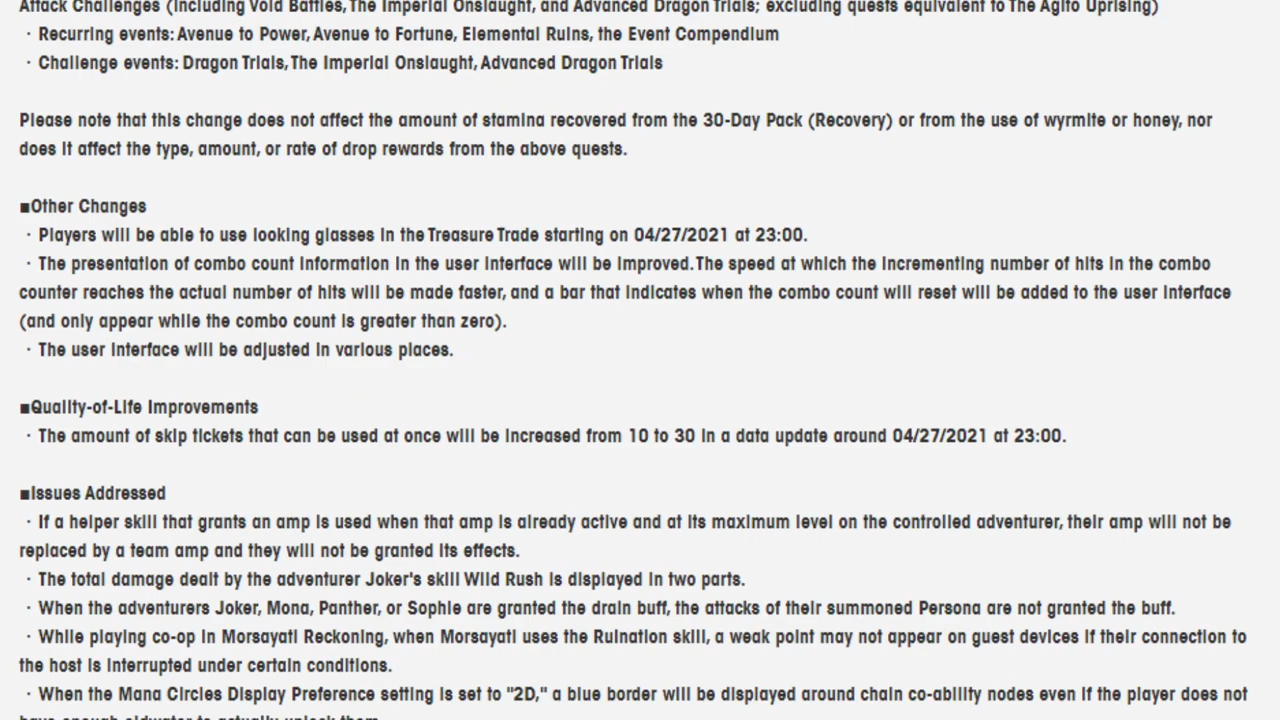 Attack Challenges (including Void Battles, The Imperial Onslaught, and Advanced Dragon Trials; excluding quests equivalent to The Agito Uprising)
· Recurring events: Avenue to Power, Avenue to Fortune, Elemental Ruins, the Event Compendium
· Challenge events: Dragon Trials, The Imperial Onslaught, Advanced Dragon Trials
Please note that this change does not affect the amount of stamina recovered from the 30-Day Pack (Recovery) or from the use of wyrmite or honey, nor
does it affect the type, amount, or rate of drop rewards from the above quests.
■Other Changes
· Players will be able to use looking glasses in the Treasure Trade starting on 04/27/2021 at 23:00.
· The presentation of combo count information in the user interface will be improved. The speed at which the incrementing number of hits in the combo
counter reaches the actual number of hits will be made faster, and a bar that indicates when the combo count will reset will be added to the user interface
(and only appear while the combo count is greater than zero).
· The user interface will be adjusted in various places.
■Quality-of-Life Improvements
· The amount of skip tickets that can be used at once will be increased from 10 to 30 in a data update around 04/27/2021 at 23:00.
■Issues Addressed
· If a helper skill that grants an amp is used when that amp is already active and at its maximum level on the controlled adventurer, their amp will not be
replaced by a team amp and they will not be granted its effects.
· The total damage dealt by the adventurer Joker's skill Wild Rush is displayed in two parts.
· When the adventurers Joker, Mona, Panther, or Sophie are granted the drain buff, the attacks of their summoned Persona are not granted the buff.
· While playing co-op in Morsayati Reckoning, when Morsayati uses the Ruination skill, a weak point may not appear on guest devices if their connection to
the host is interrupted under certain conditions.
· When the Mana Circles Display Preference setting is set to "2D," a blue border will be displayed around chain co-ability nodes even if the player does not
have enough eldwater to actually unlock them.